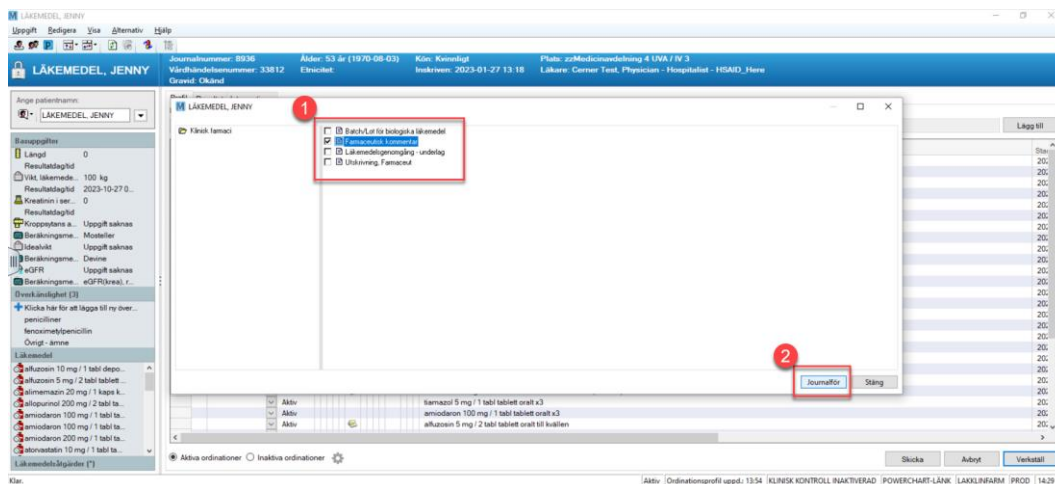 LÄKEMEDEL, JENNY
Uppgift Redigera Visa Alternativ Hjälp
LÄKEMEDEL, JENNY
Journalnummer: 8936 Ålder: 53 år (1970-08-03) Kön: Kvinnligt Plats: zzMedicinavdelning 4 UVA / IV 3
Vårdhändelsenummer: 33812 Etnicitet: Inskriven: 2023-01-27 13:18 Läkare: Cerner Test, Physician - Hospitalist - HSAID_Here
Gravid: Okänd
Ange patientnamn:
LÄKEMEDEL, JENNY
Basuppgifter
Längd 0
Resultatdag/tid
Vikt, läkemede... 100 kg
Resultatdag/tid 2023-10-27 0...
Kreatinin i ser... 0
Resultatdag/tid
Kroppsytans a... Uppgift saknas
Beräkningsme... Mosteller
Idealvikt Uppgift saknas
Beräkningsme... Devine
eGFR Uppgift saknas
Beräkningsme... eGFR(krea), r...
Överkänslighet (3)
Klicka här för att lägga till ny över...
penicilliner
fenoximetylpenicillin
Övrigt - ämne
Läkemedel
alfuzosin 10 mg / 1 tabl depo...
alfuzosin 5 mg / 2 tabl tablett ...
alimemazin 20 mg / 1 kaps k...
allopurinol 200 mg / 2 tabl ta...
amiodaron 100 mg / 1 tabl ta...
amiodaron 100 mg / 1 tabl ta...
amiodaron 200 mg / 1 tabl ta...
atorvastatin 10 mg / 1 tabl ta...
Läkemedelsåtgärder (*)
1
LÄKEMEDEL, JENNY
Klinisk farmaci
Batch/Lot för biologiska läkemedel
Farmaceutisk kommentar
Läkemedelsgenomgång - underlag
Utskrivning, Farmaceut
2
Journalför Stäng
Lägg till
Aktiv tiamazol 5 mg / 1 tabl tablett oralt x3
Aktiv amiodaron 100 mg / 1 tabl tablett oralt x3
Aktiv alfuzosin 5 mg / 2 tabl tablett oralt till kvällen
Aktiva ordinationer Inaktiva ordinationer
Skicka Avbryt Verkställ
Klar. Aktiv Ordinationsprofil uppd.: 13:54 KLINISK KONTROLL INAKTIVERAD POWERCHART-LÄNK LAKKLINFARM PROD 14:29